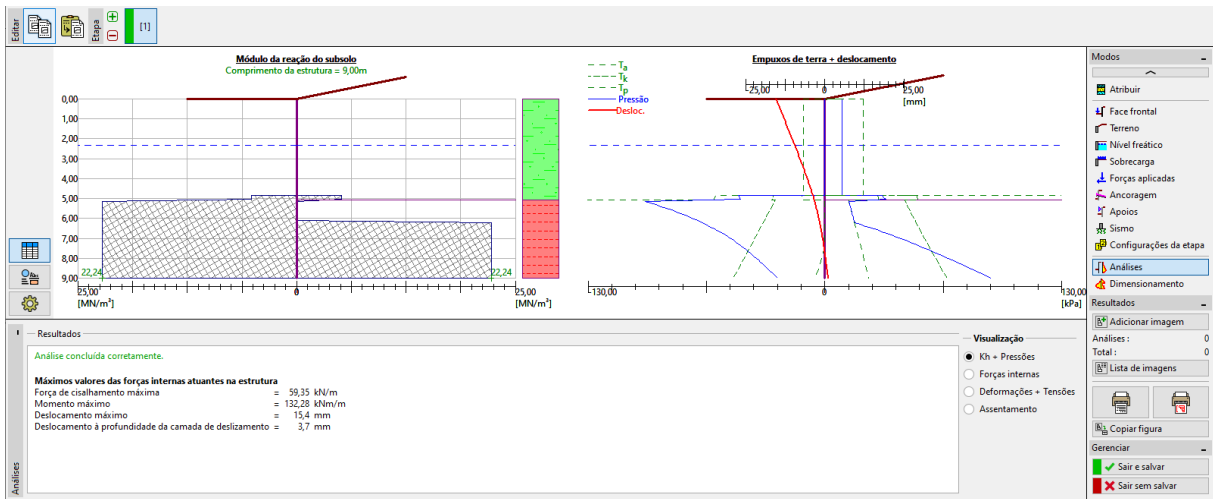 Editar
Etapa
[1]
Módulo da reação do subsolo
Comprimento da estrutura = 9,00m
0,00
1,00
2,00
3,00
4,00
5,00
6,00
7,00
8,00
9,00
22,24
22,24
25,00
0
25,00
[MN/m³]
[MN/m³]
Empuxos de terra + deslocamento
Ta
Tk
Tp
Pressão
Desloc.
-25,00
0
25,00
[mm]
-130,00
0
130,00
[kPa]
Modos
Atribuir
Face frontal
Terreno
Nível freático
Sobrecarga
Forças aplicadas
Ancoragem
Apoios
Sismo
Configurações da etapa
Análises
Dimensionamento
Resultados
Adicionar imagem
Análises : 0
Total : 0
Lista de imagens
Copiar figura
Gerenciar
Sair e salvar
Sair sem salvar
Análises
Resultados
Análise concluída corretamente.
Máximos valores das forças internas atuantes na estrutura
Força de cisalhamento máxima = 59,35 kN/m
Momento máximo = 132,28 kNm/m
Deslocamento máximo = 15,4 mm
Deslocamento à profundidade da camada de deslizamento = 3,7 mm
Visualização
Kh + Pressões
Forças internas
Deformações + Tensões
Assentamento